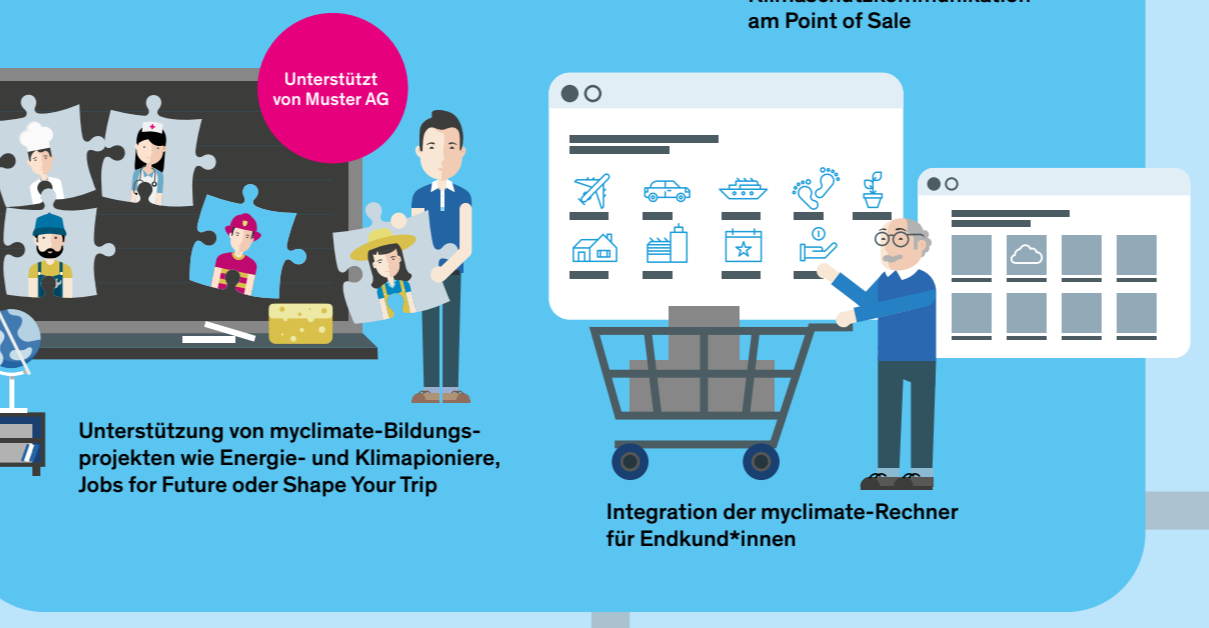 am Point of Sale
Unterstützt
von Muster AG
Unterstützung von myclimate-Bildungs-
projekten wie Energie- und Klimapioniere,
Jobs for Future oder Shape Your Trip
Integration der myclimate-Rechner
für Endkund*innen